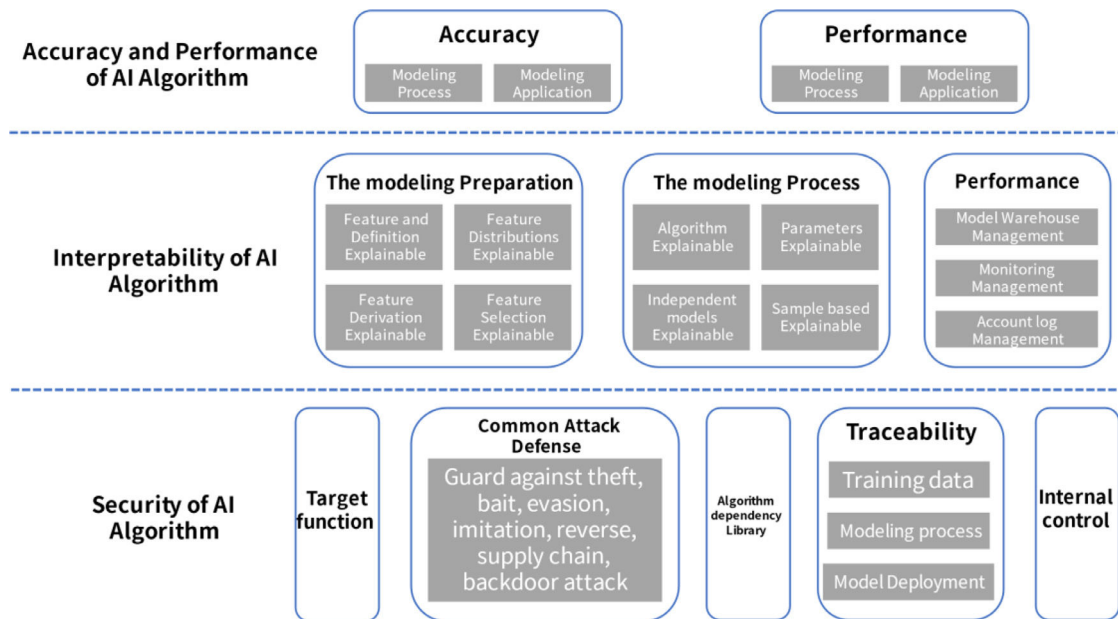 Accuracy and Performance
of AI Algorithm
Accuracy
Modeling
Process
Modeling
Application
Performance
Modeling
Process
Modeling
Application
Interpretability of AI
Algorithm
The modeling Preparation
Feature and
Definition
Explainable
Feature
Distributions
Explainable
Feature
Derivation
Explainable
Feature
Selection
Explainable
The modeling Process
Algorithm
Explainable
Parameters
Explainable
Independent
models
Explainable
Sample based
Explainable
Performance
Model Warehouse
Management
Monitoring
Management
Account log
Management
Security of AI
Algorithm
Target
function
Common Attack
Defense
Guard against theft,
bait, evasion,
imitation, reverse,
supply chain,
backdoor attack
Algorithm
dependency
Library
Traceability
Training data
Modeling process
Model Deployment
Internal
control